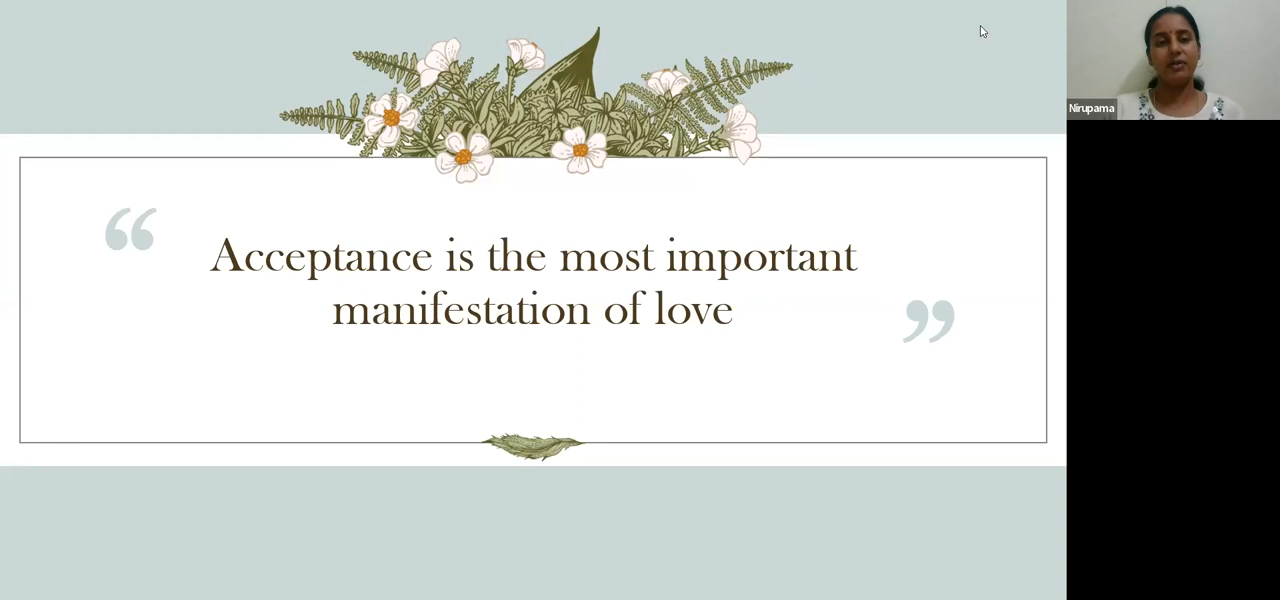 “
Acceptance is the most important
manifestation of love
”
Nirupama